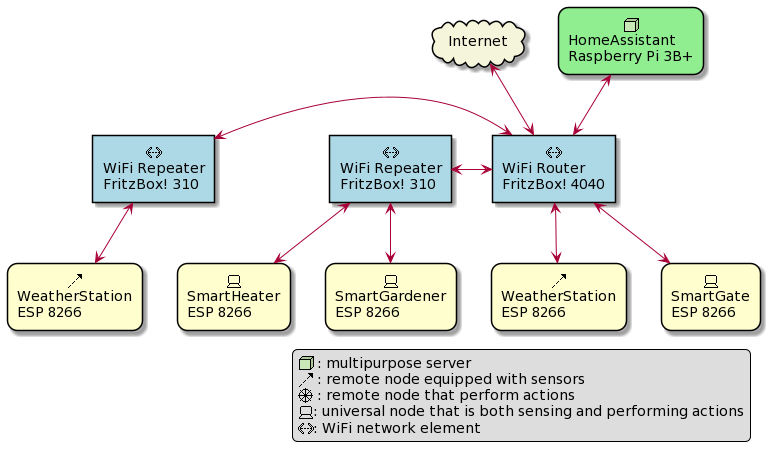 Internet
HomeAssistant
Raspberry Pi 3B+
WiFi Repeater
FritzBox! 310
WiFi Repeater
FritzBox! 310
WiFi Router
FritzBox! 4040
WeatherStation
ESP 8266
SmartHeater
ESP 8266
SmartGardener
ESP 8266
WeatherStation
ESP 8266
SmartGate
ESP 8266
: multipurpose server
: remote node equipped with sensors
: remote node that perform actions
: universal node that is both sensing and performing actions
: WiFi network element